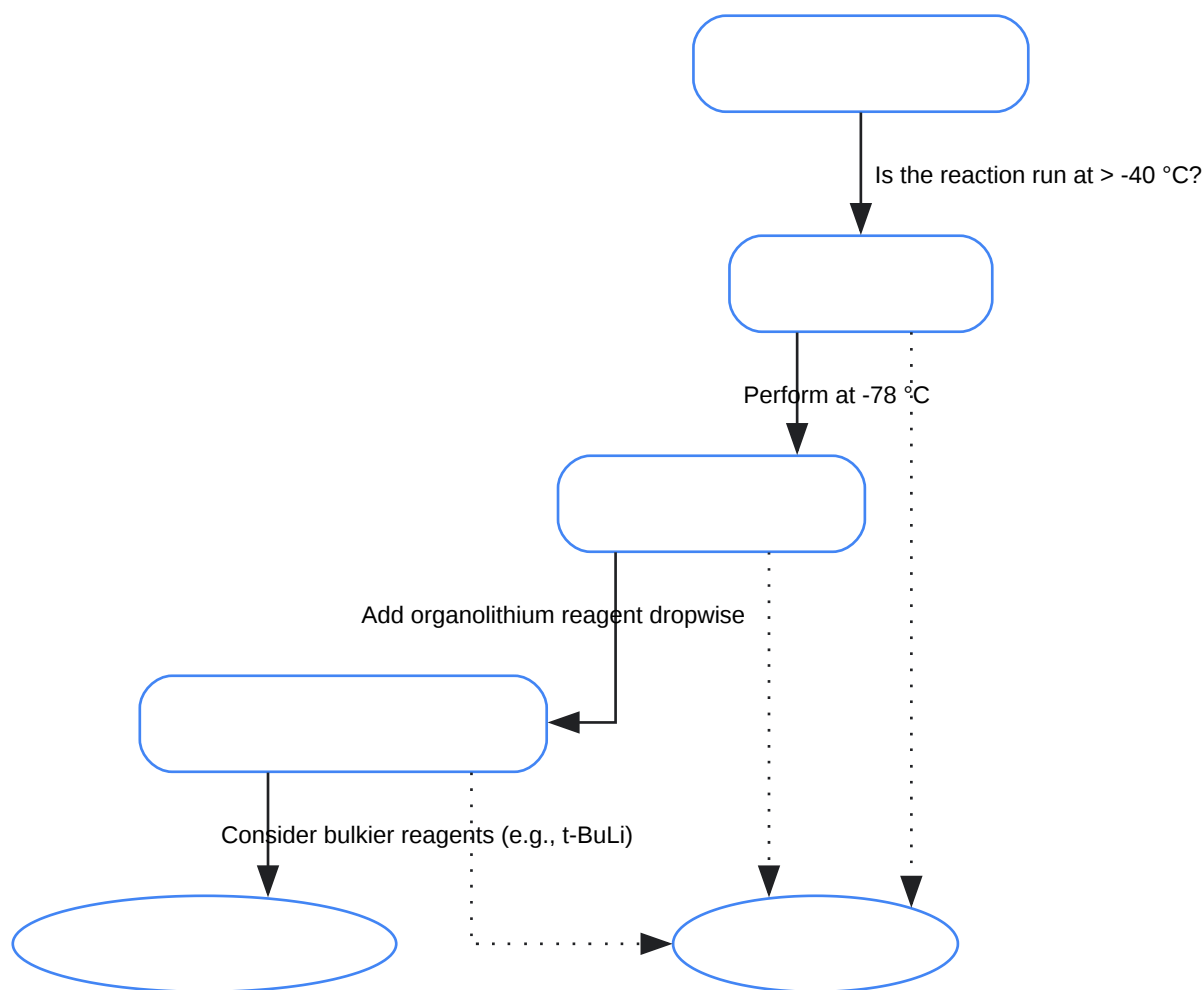 Is the reaction run at > -40 °C?
Perform at -78 °C
Add organolithium reagent dropwise
Consider bulkier reagents (e.g., t-BuLi)